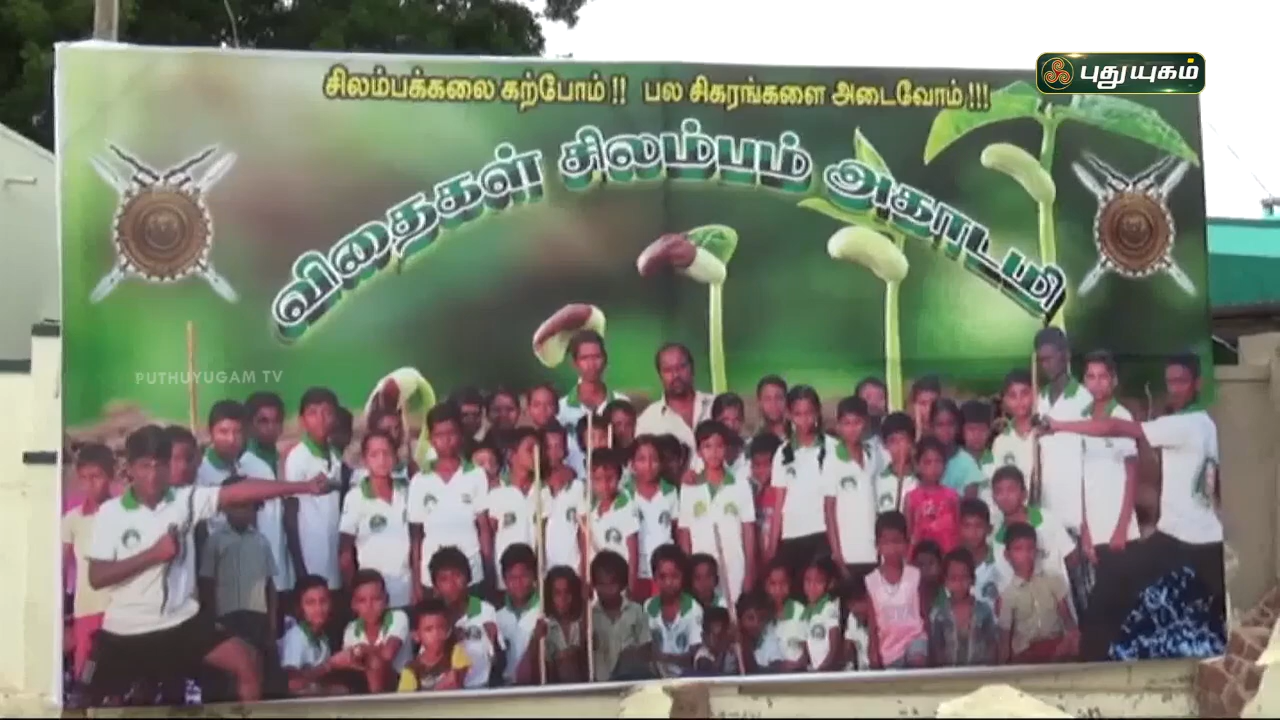 சிலம்பக்கலை கற்போம் !! பல சிகரங்களை அடைவோம் !!!
புதுயுகம்
விதைகள் சிலம்பம் அகாடமி
PUTHUYUGAM TV